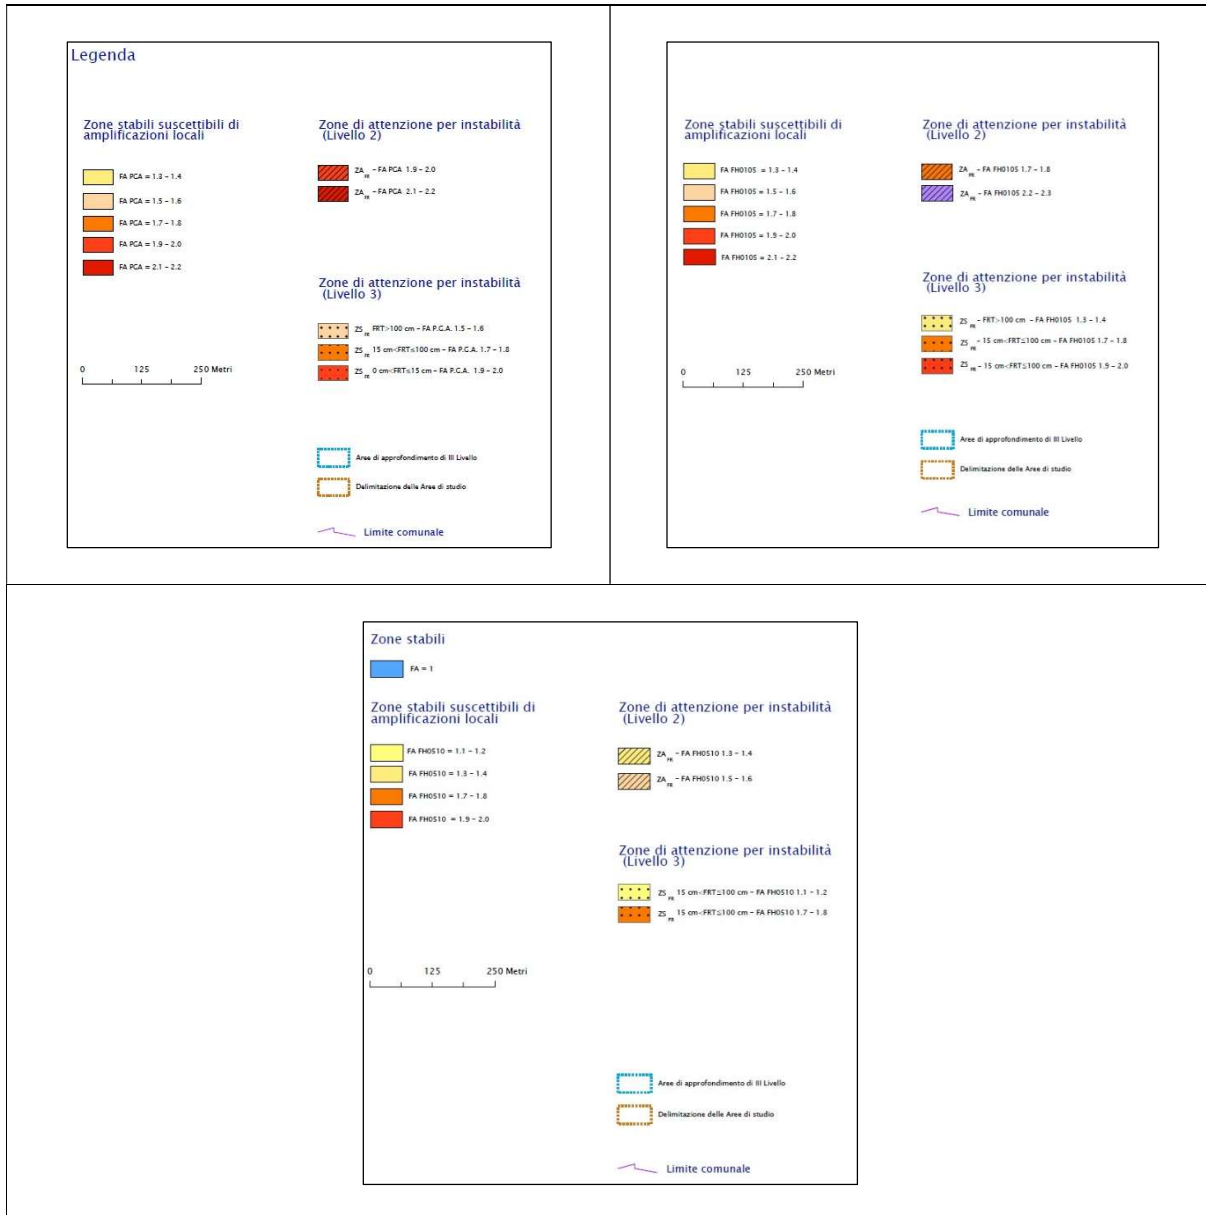 Legenda
Zone stabili suscettibili di
amplificazioni locali
FA PGA = 1.3 – 1.4
FA PGA = 1.5 – 1.6
FA PGA = 1.7 – 1.8
FA PGA = 1.9 – 2.0
FA PGA = 2.1 – 2.2
0 125 250 Metri
Zone di attenzione per instabilità
(Livello 2)
ZA FR – FA PGA 1.9 – 2.0
ZA FR – FA PGA 2.1 – 2.2
Zone di attenzione per instabilità
(Livello 3)
ZS FR FRT>100 cm – FA P.G.A. 1.5 – 1.6
ZS FR 15 cm<FRT≤100 cm – FA P.G.A. 1.7 – 1.8
ZS FR 0 cm<FRT≤15 cm – FA P.G.A. 1.9 – 2.0
Aree di approfondimento di III Livello
Delimitazione delle Aree di studio
Limite comunale
Zone stabili suscettibili di
amplificazioni locali
FA FH0105 = 1.3 – 1.4
FA FH0105 = 1.5 – 1.6
FA FH0105 = 1.7 – 1.8
FA FH0105 = 1.9 – 2.0
FA FH0105 = 2.1 – 2.2
0 125 250 Metri
Zone di attenzione per instabilità
(Livello 2)
ZA FR – FA FH0105 1.7 – 1.8
ZA FR – FA FH0105 2.2 – 2.3
Zone di attenzione per instabilità
(Livello 3)
ZS FR – FRT>100 cm – FA FH0105 1.3 – 1.4
ZS FR – 15 cm<FRT≤100 cm – FA FH0105 1.7 – 1.8
ZS FR – 15 cm<FRT≤100 cm – FA FH0105 1.9 – 2.0
Aree di approfondimento di III Livello
Delimitazione delle Aree di studio
Limite comunale
Zone stabili
FA = 1
Zone stabili suscettibili di
amplificazioni locali
FA FH0510 = 1.1 – 1.2
FA FH0510 = 1.3 – 1.4
FA FH0510 = 1.7 – 1.8
FA FH0510 = 1.9 – 2.0
0 125 250 Metri
Zone di attenzione per instabilità
(Livello 2)
ZA FR – FA FH0510 1.3 – 1.4
ZA FR – FA FH0510 1.5 – 1.6
Zone di attenzione per instabilità
(Livello 3)
ZS FR 15 cm<FRT≤100 cm – FA FH0510 1.1 – 1.2
ZS FR 15 cm<FRT≤100 cm – FA FH0510 1.7 – 1.8
Aree di approfondimento di III Livello
Delimitazione delle Aree di studio
Limite comunale